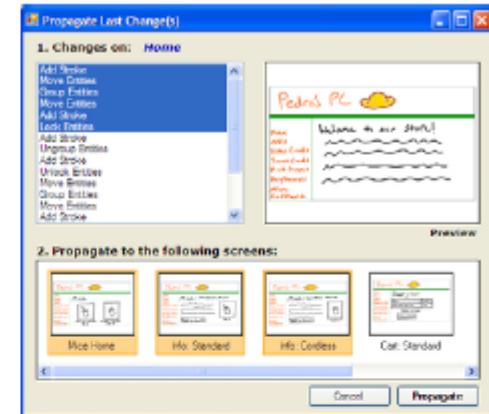 Propagate Last Change(s)
1. Changes on: Home
Add Stroke
Move Entities
Group Entities
Move Entities
Add Stroke
Lock Entities
Add Stroke
Ungroup Entities
Add Stroke
Unlock Entities
Move Entities
Group Entities
Move Entities
Add Stroke
Pedro's PC
Welcome to our store!
Preview
2. Propagate to the following screens:
Mice Home
Info: Standard
Info: Cordless
Cart: Standard
Cancel
Propagate